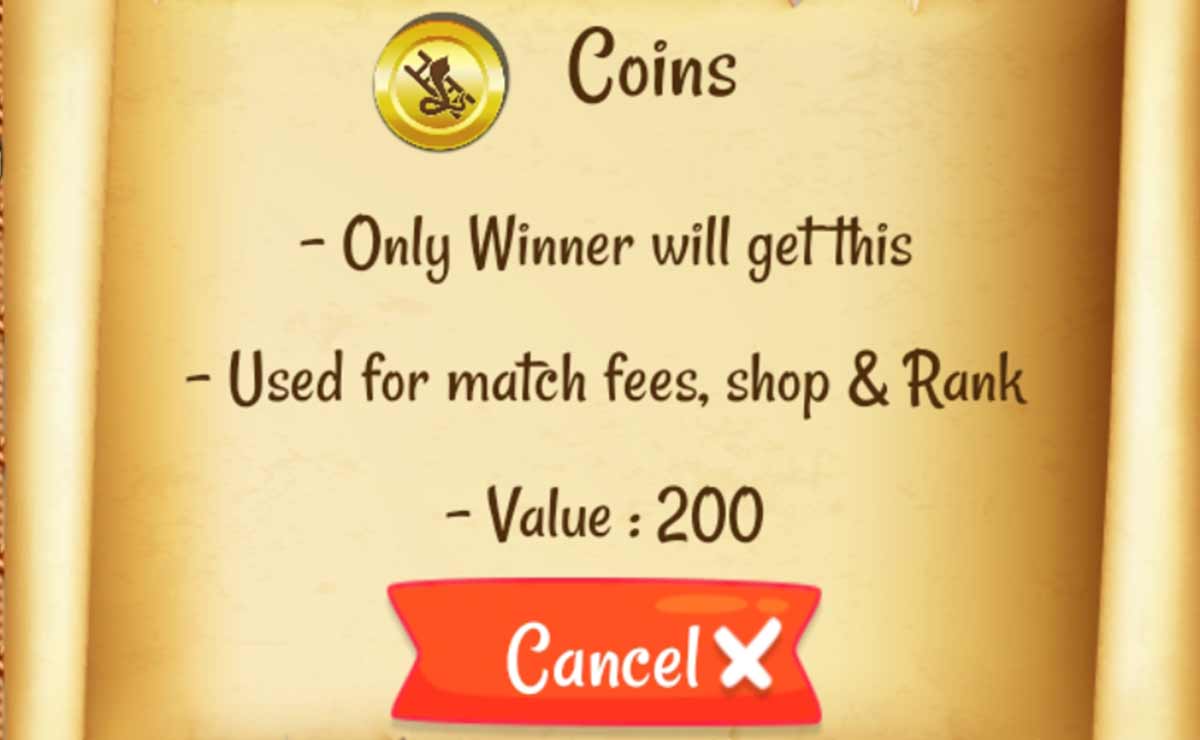 Coins
- Only Winner will get this
- Used for match fees, shop & Rank
- Value : 200
Cancel